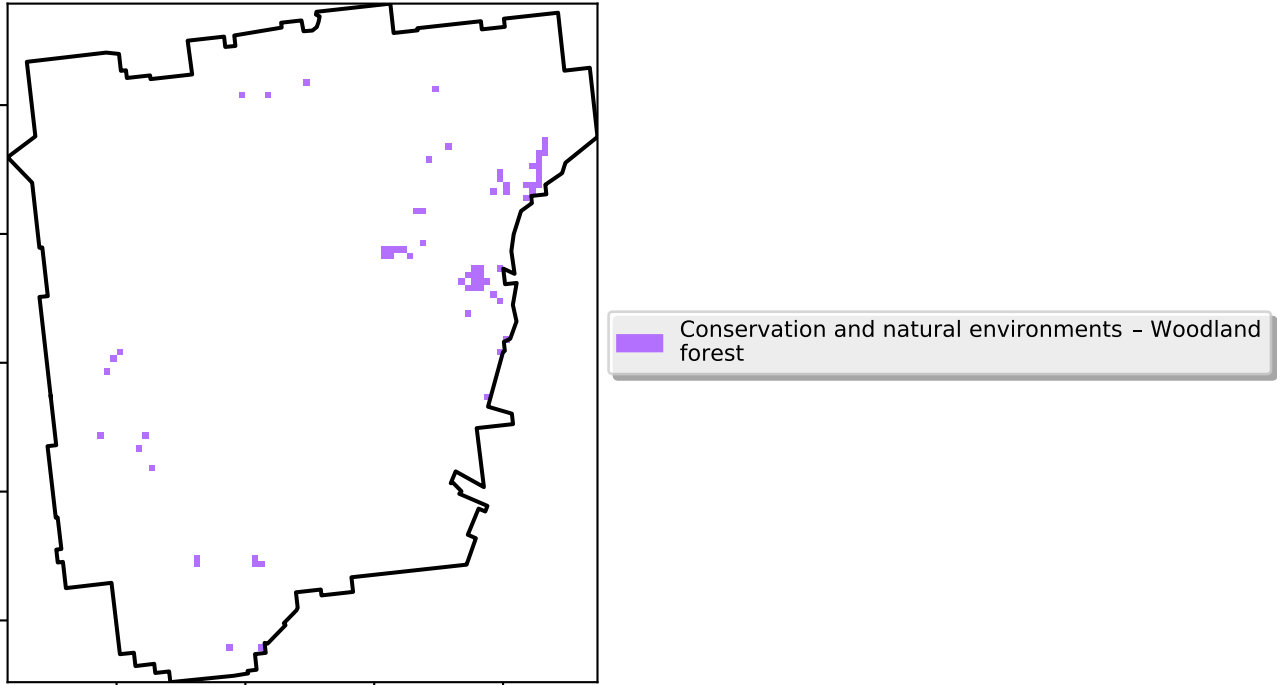 Conservation and natural environments – Woodland
forest